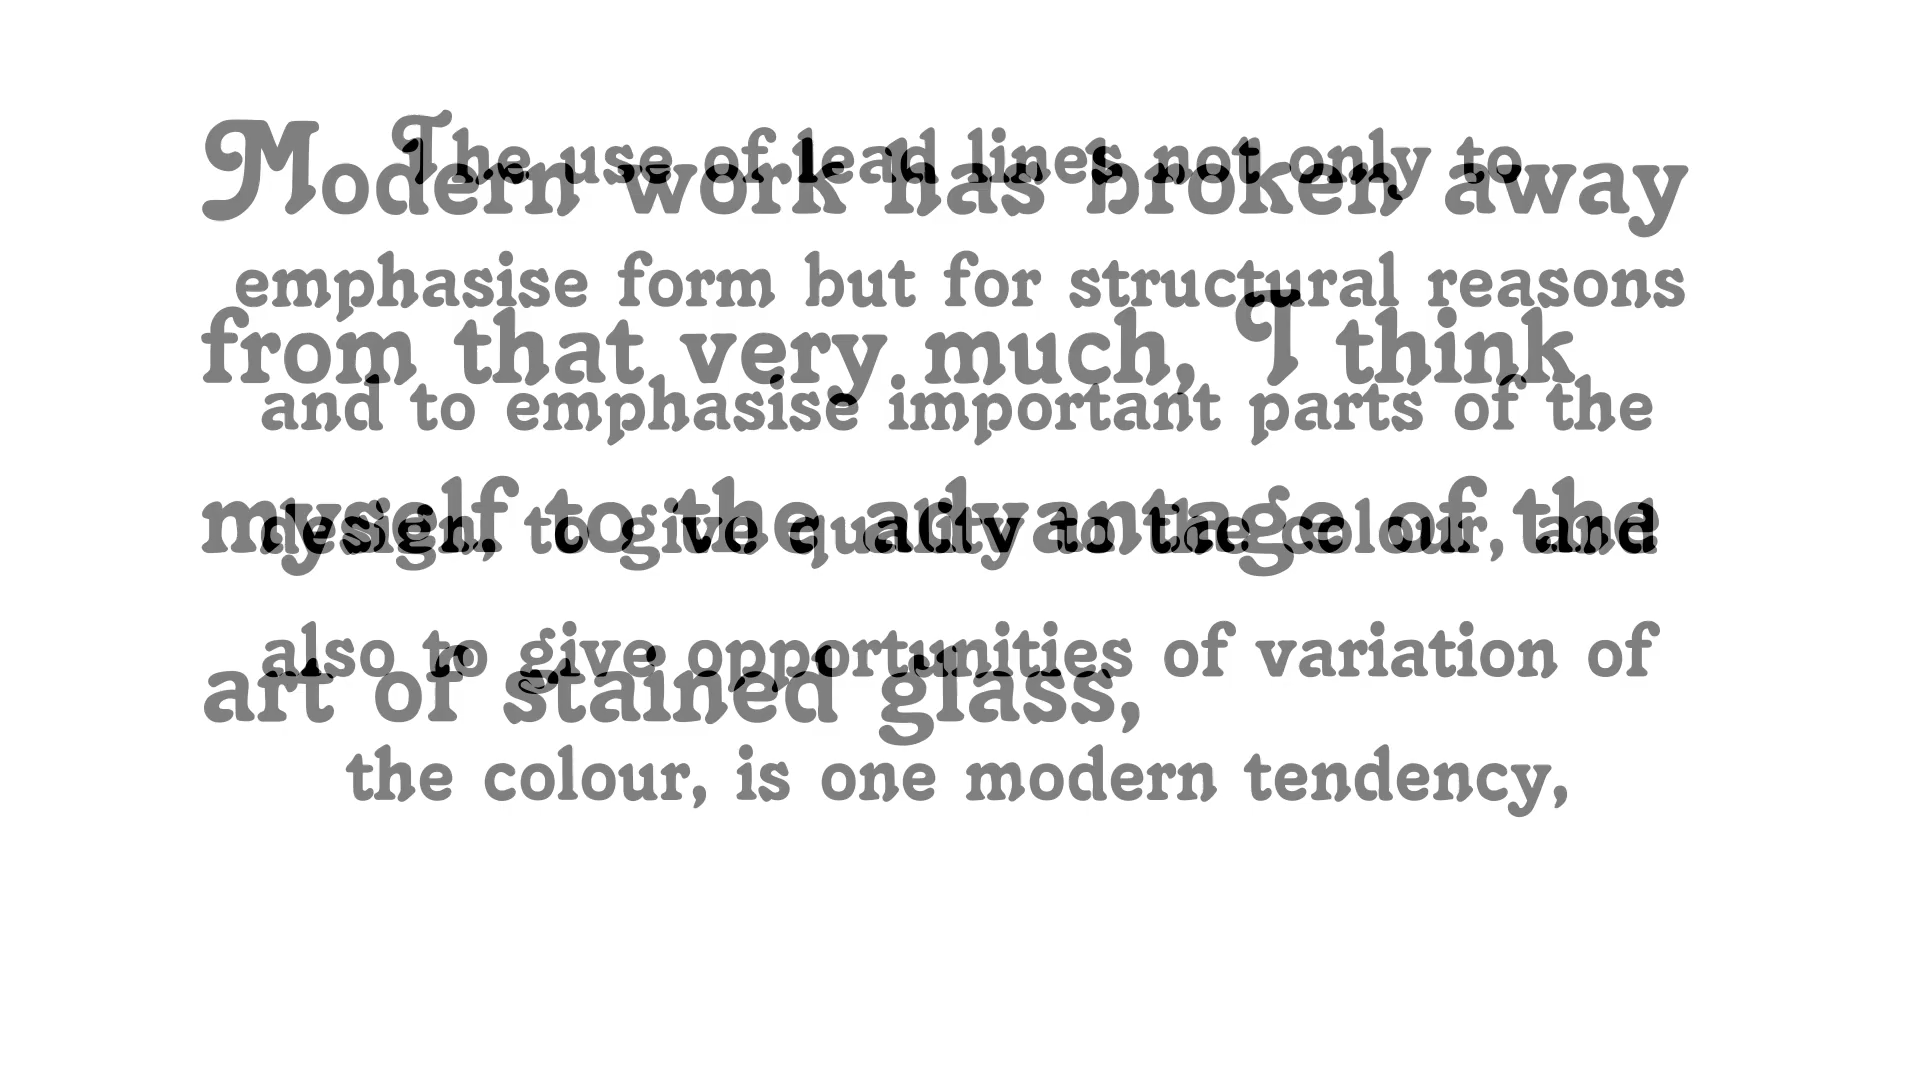 The use of lead lines not only to
emphasise form but for structural reasons
and to emphasise important parts of the
design, to give quality to the colour, and
also to give opportunities of variation of
the colour, is one modern tendency,
Modern work has broken away
from that very much, I think
myself to the advantage of the
art of stained glass,